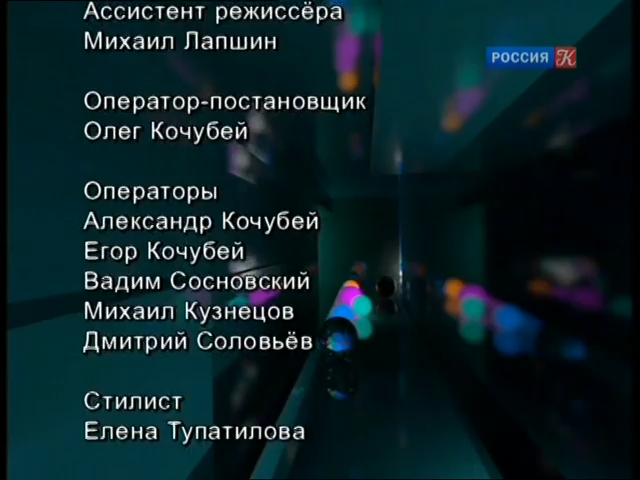 Ассистент режиссёра
Михаил Лапшин
РОССИЯ К
Оператор-постановщик
Олег Кочубей
Операторы
Александр Кочубей
Егор Кочубей
Вадим Сосновский
Михаил Кузнецов
Дмитрий Соловьёв
Стилист
Елена Тупатилова